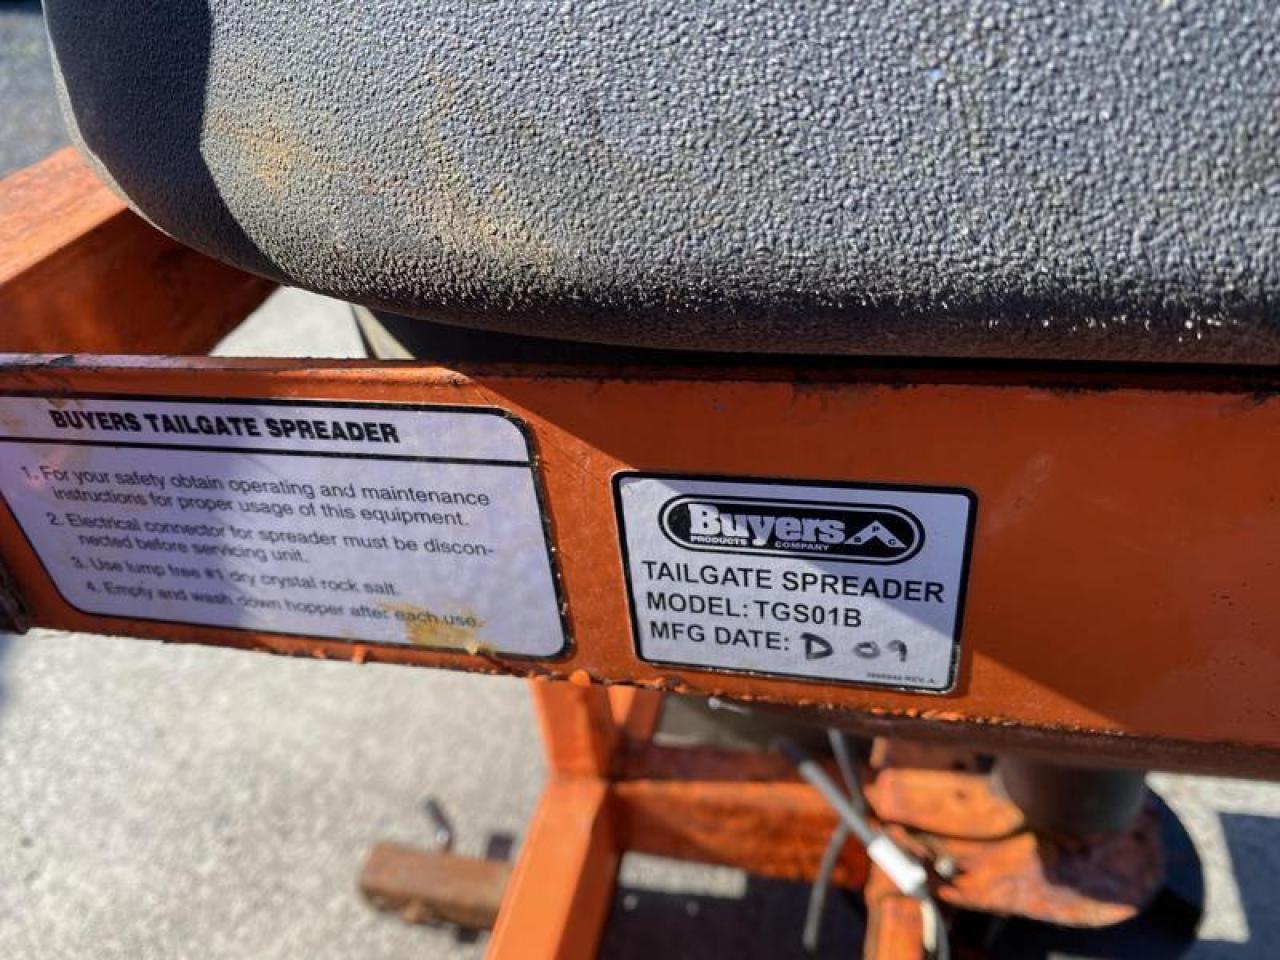 BUYERS TAILGATE SPREADER
1. For your safety obtain operating and maintenance
instructions for proper usage of this equipment.
2. Electrical connector for spreader must be discon-
nected before servicing unit.
3. Use lump free #1 dry crystal rock salt.
4. Empty and wash down hopper after each use.
Buyers
PRODUCTS COMPANY
B P C
TAILGATE SPREADER
MODEL: TGS01B
MFG DATE: D 09
REV. A